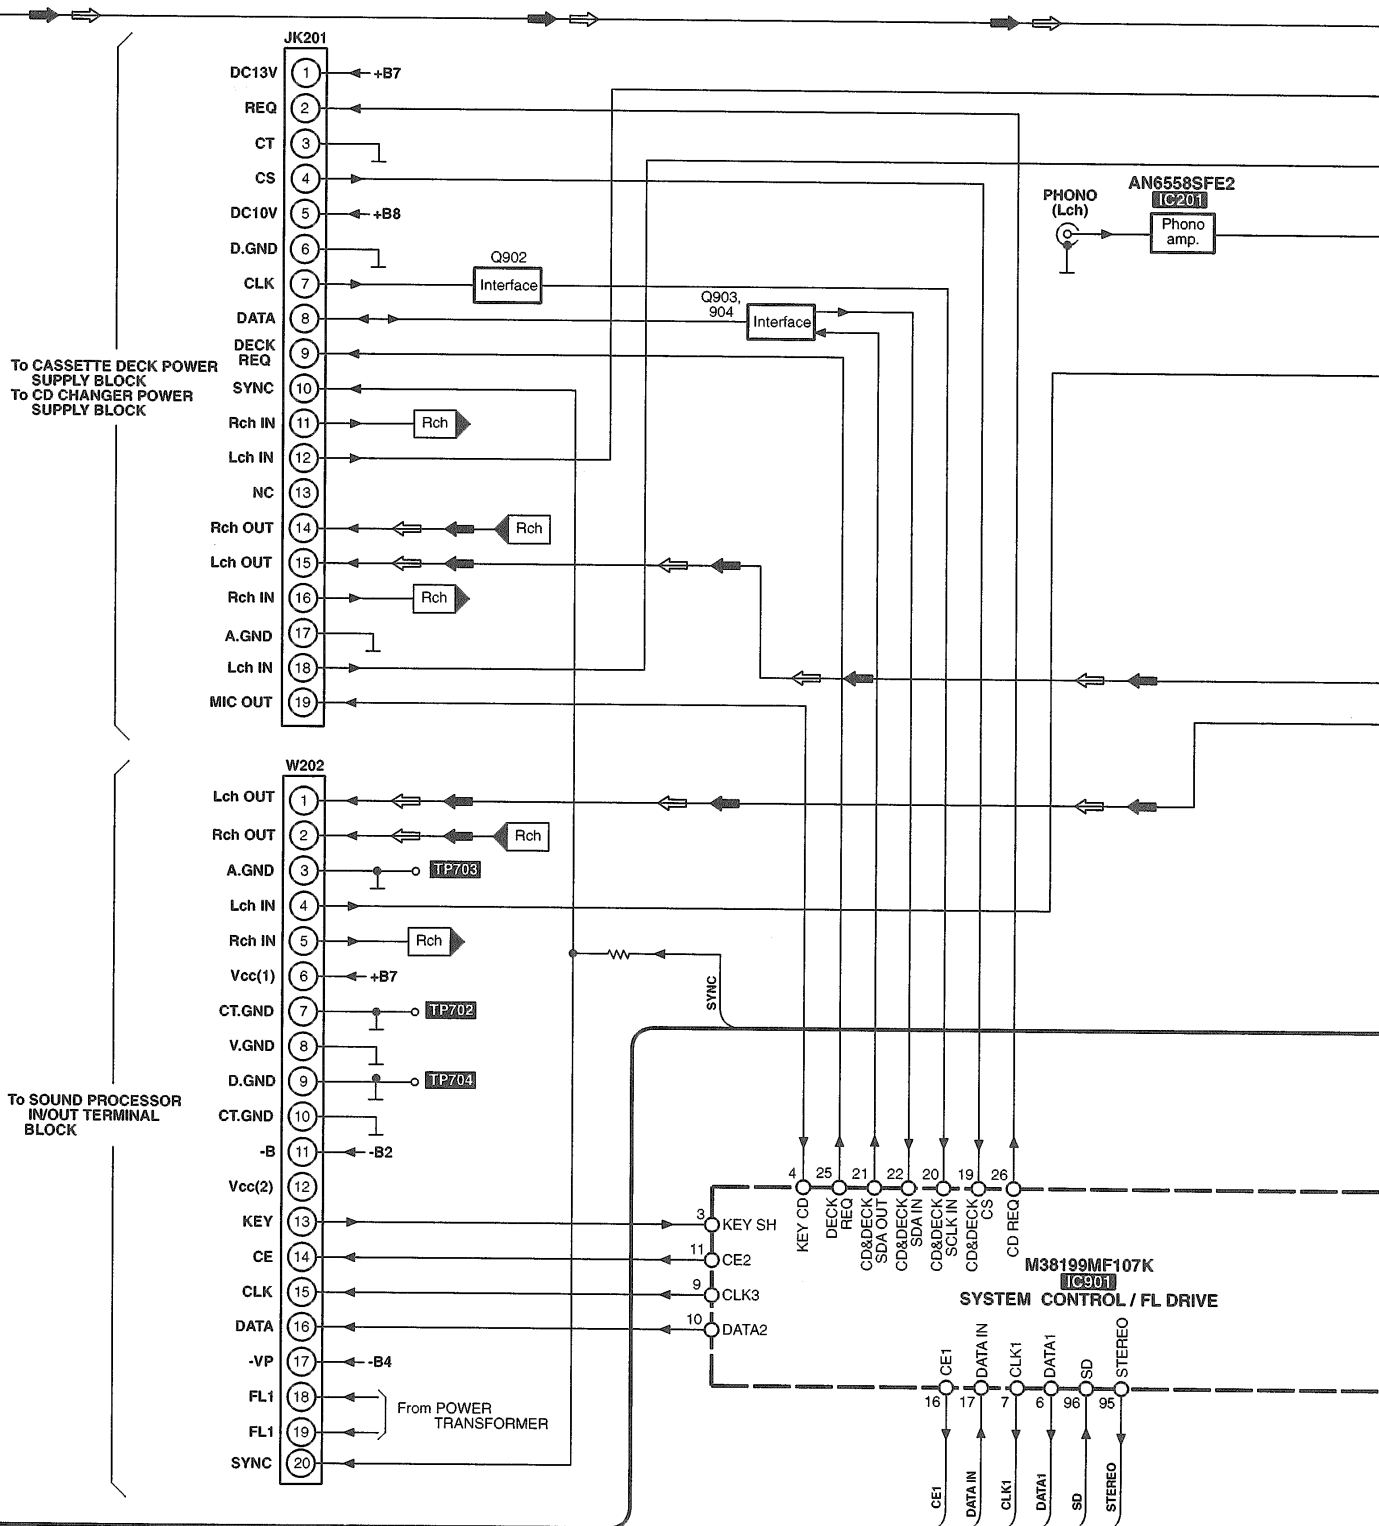 JK201
DC13V 1 +B7
REQ 2
CT 3
CS 4
DC10V 5 +B8
D.GND 6
CLK 7
Q902
Interface
DATA 8
Q903,
904
Interface
DECK
REQ 9
SYNC 10
Rch IN 11 Rch
Lch IN 12
NC 13
Rch OUT 14 Rch
Lch OUT 15
Rch IN 16 Rch
A.GND 17
Lch IN 18
MIC OUT 19
To CASSETTE DECK POWER
SUPPLY BLOCK
To CD CHANGER POWER
SUPPLY BLOCK
PHONO
(Lch)
AN6558SFE2
IC201
Phono
amp.
W202
Lch OUT 1
Rch OUT 2 Rch
A.GND 3 TP703
Lch IN 4
Rch IN 5 Rch
Vcc(1) 6 +B7
CT.GND 7 TP702
V.GND 8
D.GND 9 TP704
CT.GND 10
-B 11 -B2
Vcc(2) 12
KEY 13
CE 14
CLK 15
DATA 16
-VP 17 -B4
FL1 18
FL1 19
From POWER
TRANSFORMER
SYNC 20
To SOUND PROCESSOR
IN/OUT TERMINAL
BLOCK
SYNC
4 25 21 22 20 19 26
KEY CD
DECK
REQ
CD&DECK
SDA OUT
CD&DECK
SDA IN
CD&DECK
SCLK IN
CD&DECK
CS
CD REQ
3 KEY SH
11 CE2
9 CLK3
10 DATA2
M38199MF107K
IC901
SYSTEM CONTROL / FL DRIVE
CE1
DATA IN
CLK1
DATA1
SD
STEREO
16 17 7 6 96 95
CE1
DATA IN
CLK1
DATA1
SD
STEREO